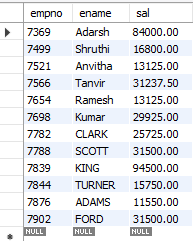 empno ename sal
7369 Adarsh 84000.00
7499 Shruthi 16800.00
7521 Anvitha 13125.00
7566 Tanvir 31237.50
7654 Ramesh 13125.00
7698 Kumar 29925.00
7782 CLARK 25725.00
7788 SCOTT 31500.00
7839 KING 94500.00
7844 TURNER 15750.00
7876 ADAMS 11550.00
7902 FORD 31500.00
NULL NULL NULL